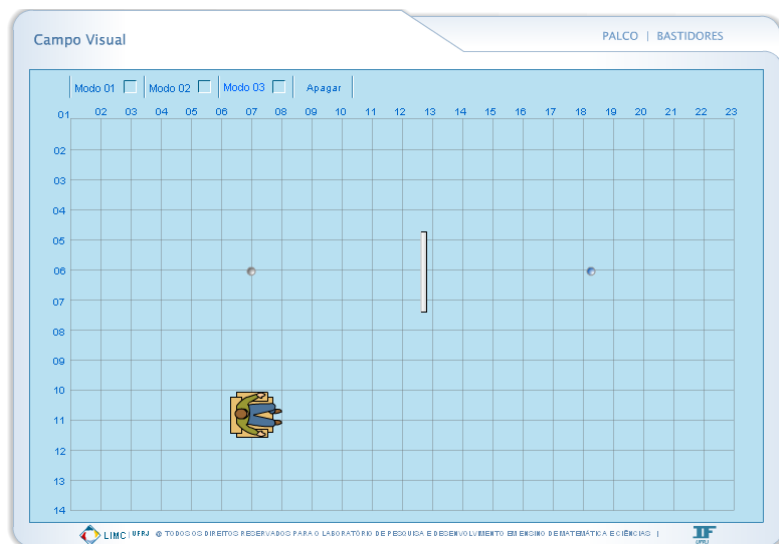 Campo Visual
PALCO | BASTIDORES
Modo 01 Modo 02 Modo 03 Apagar
01 02 03 04 05 06 07 08 09 10 11 12 13 14 15 16 17 18 19 20 21 22 23
02
03
04
05
06
07
08
09
10
11
12
13
14
LIMC | UFRJ @ TODOS OS DIREITOS RESERVADOS PARA O LABORATÓRIO DE PESQUISA E DESENVOLVIMENTO EM ENSINO DE MATEMÁTICA E CIÊNCIAS | IF
UFRJ